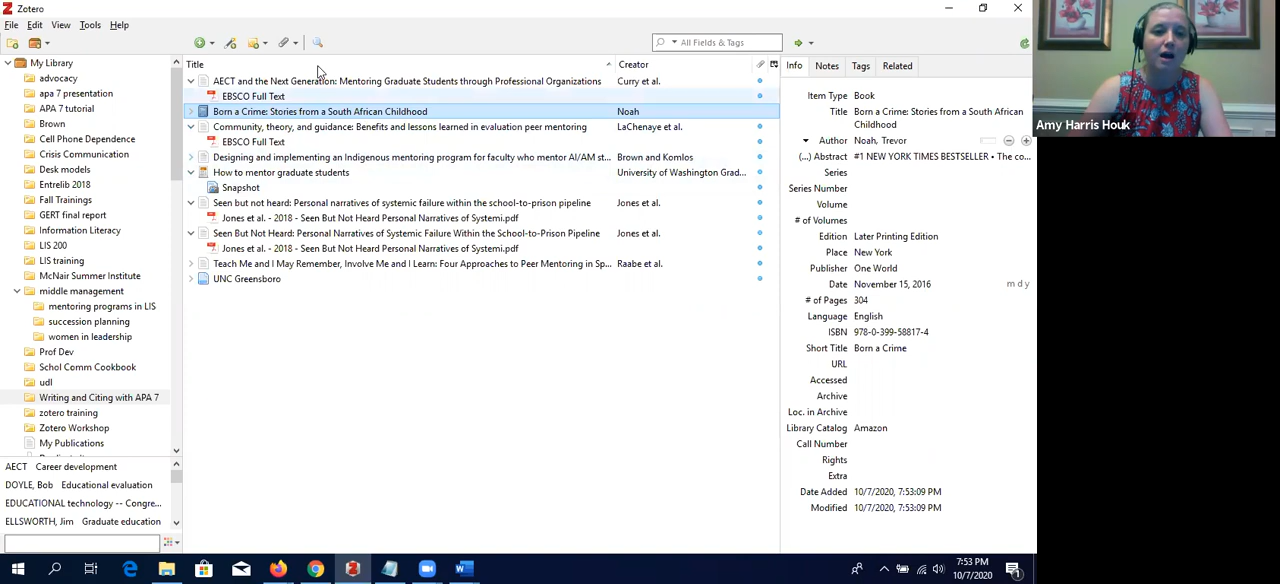 Zotero
File Edit View Tools Help
All Fields & Tags
My Library
advocacy
apa 7 presentation
APA 7 tutorial
Brown
Cell Phone Dependence
Crisis Communication
Desk models
Entrelib 2018
Fall Trainings
GERT final report
Information Literacy
LIS 200
LIS training
McNair Summer Institute
middle management
mentoring programs in LIS
succession planning
women in leadership
Prof Dev
Schol Comm Cookbook
udl
Writing and Citing with APA 7
zotero training
Zotero Workshop
My Publications
AECT Career development
DOYLE, Bob Educational evaluation
EDUCATIONAL technology -- Congre...
ELLSWORTH, Jim Graduate education
Title Creator
AECT and the Next Generation: Mentoring Graduate Students through Professional Organizations Curry et al.
EBSCO Full Text
Born a Crime: Stories from a South African Childhood Noah
Community, theory, and guidance: Benefits and lessons learned in evaluation peer mentoring LaChenaye et al.
EBSCO Full Text
Designing and implementing an Indigenous mentoring program for faculty who mentor AI/AM st... Brown and Komlos
How to mentor graduate students University of Washington Grad...
Snapshot
Seen but not heard: Personal narratives of systemic failure within the school-to-prison pipeline Jones et al.
Jones et al. - 2018 - Seen But Not Heard Personal Narratives of Systemi.pdf
Seen But Not Heard: Personal Narratives of Systemic Failure Within the School-to-Prison Pipeline Jones et al.
Jones et al. - 2018 - Seen But Not Heard Personal Narratives of Systemi.pdf
Teach Me and I May Remember, Involve Me and I Learn: Four Approaches to Peer Mentoring in Sp... Raabe et al.
UNC Greensboro
Info Notes Tags Related
Item Type Book
Title Born a Crime: Stories from a South African
Childhood
Author Noah, Trevor
(...) Abstract #1 NEW YORK TIMES BESTSELLER • The co...
Series
Series Number
Volume
# of Volumes
Edition Later Printing Edition
Place New York
Publisher One World
Date November 15, 2016 m d y
# of Pages 304
Language English
ISBN 978-0-399-58817-4
Short Title Born a Crime
URL
Accessed
Archive
Loc. in Archive
Library Catalog Amazon
Call Number
Rights
Extra
Date Added 10/7/2020, 7:53:09 PM
Modified 10/7/2020, 7:53:09 PM
Amy Harris Houk
7:53 PM
10/7/2020